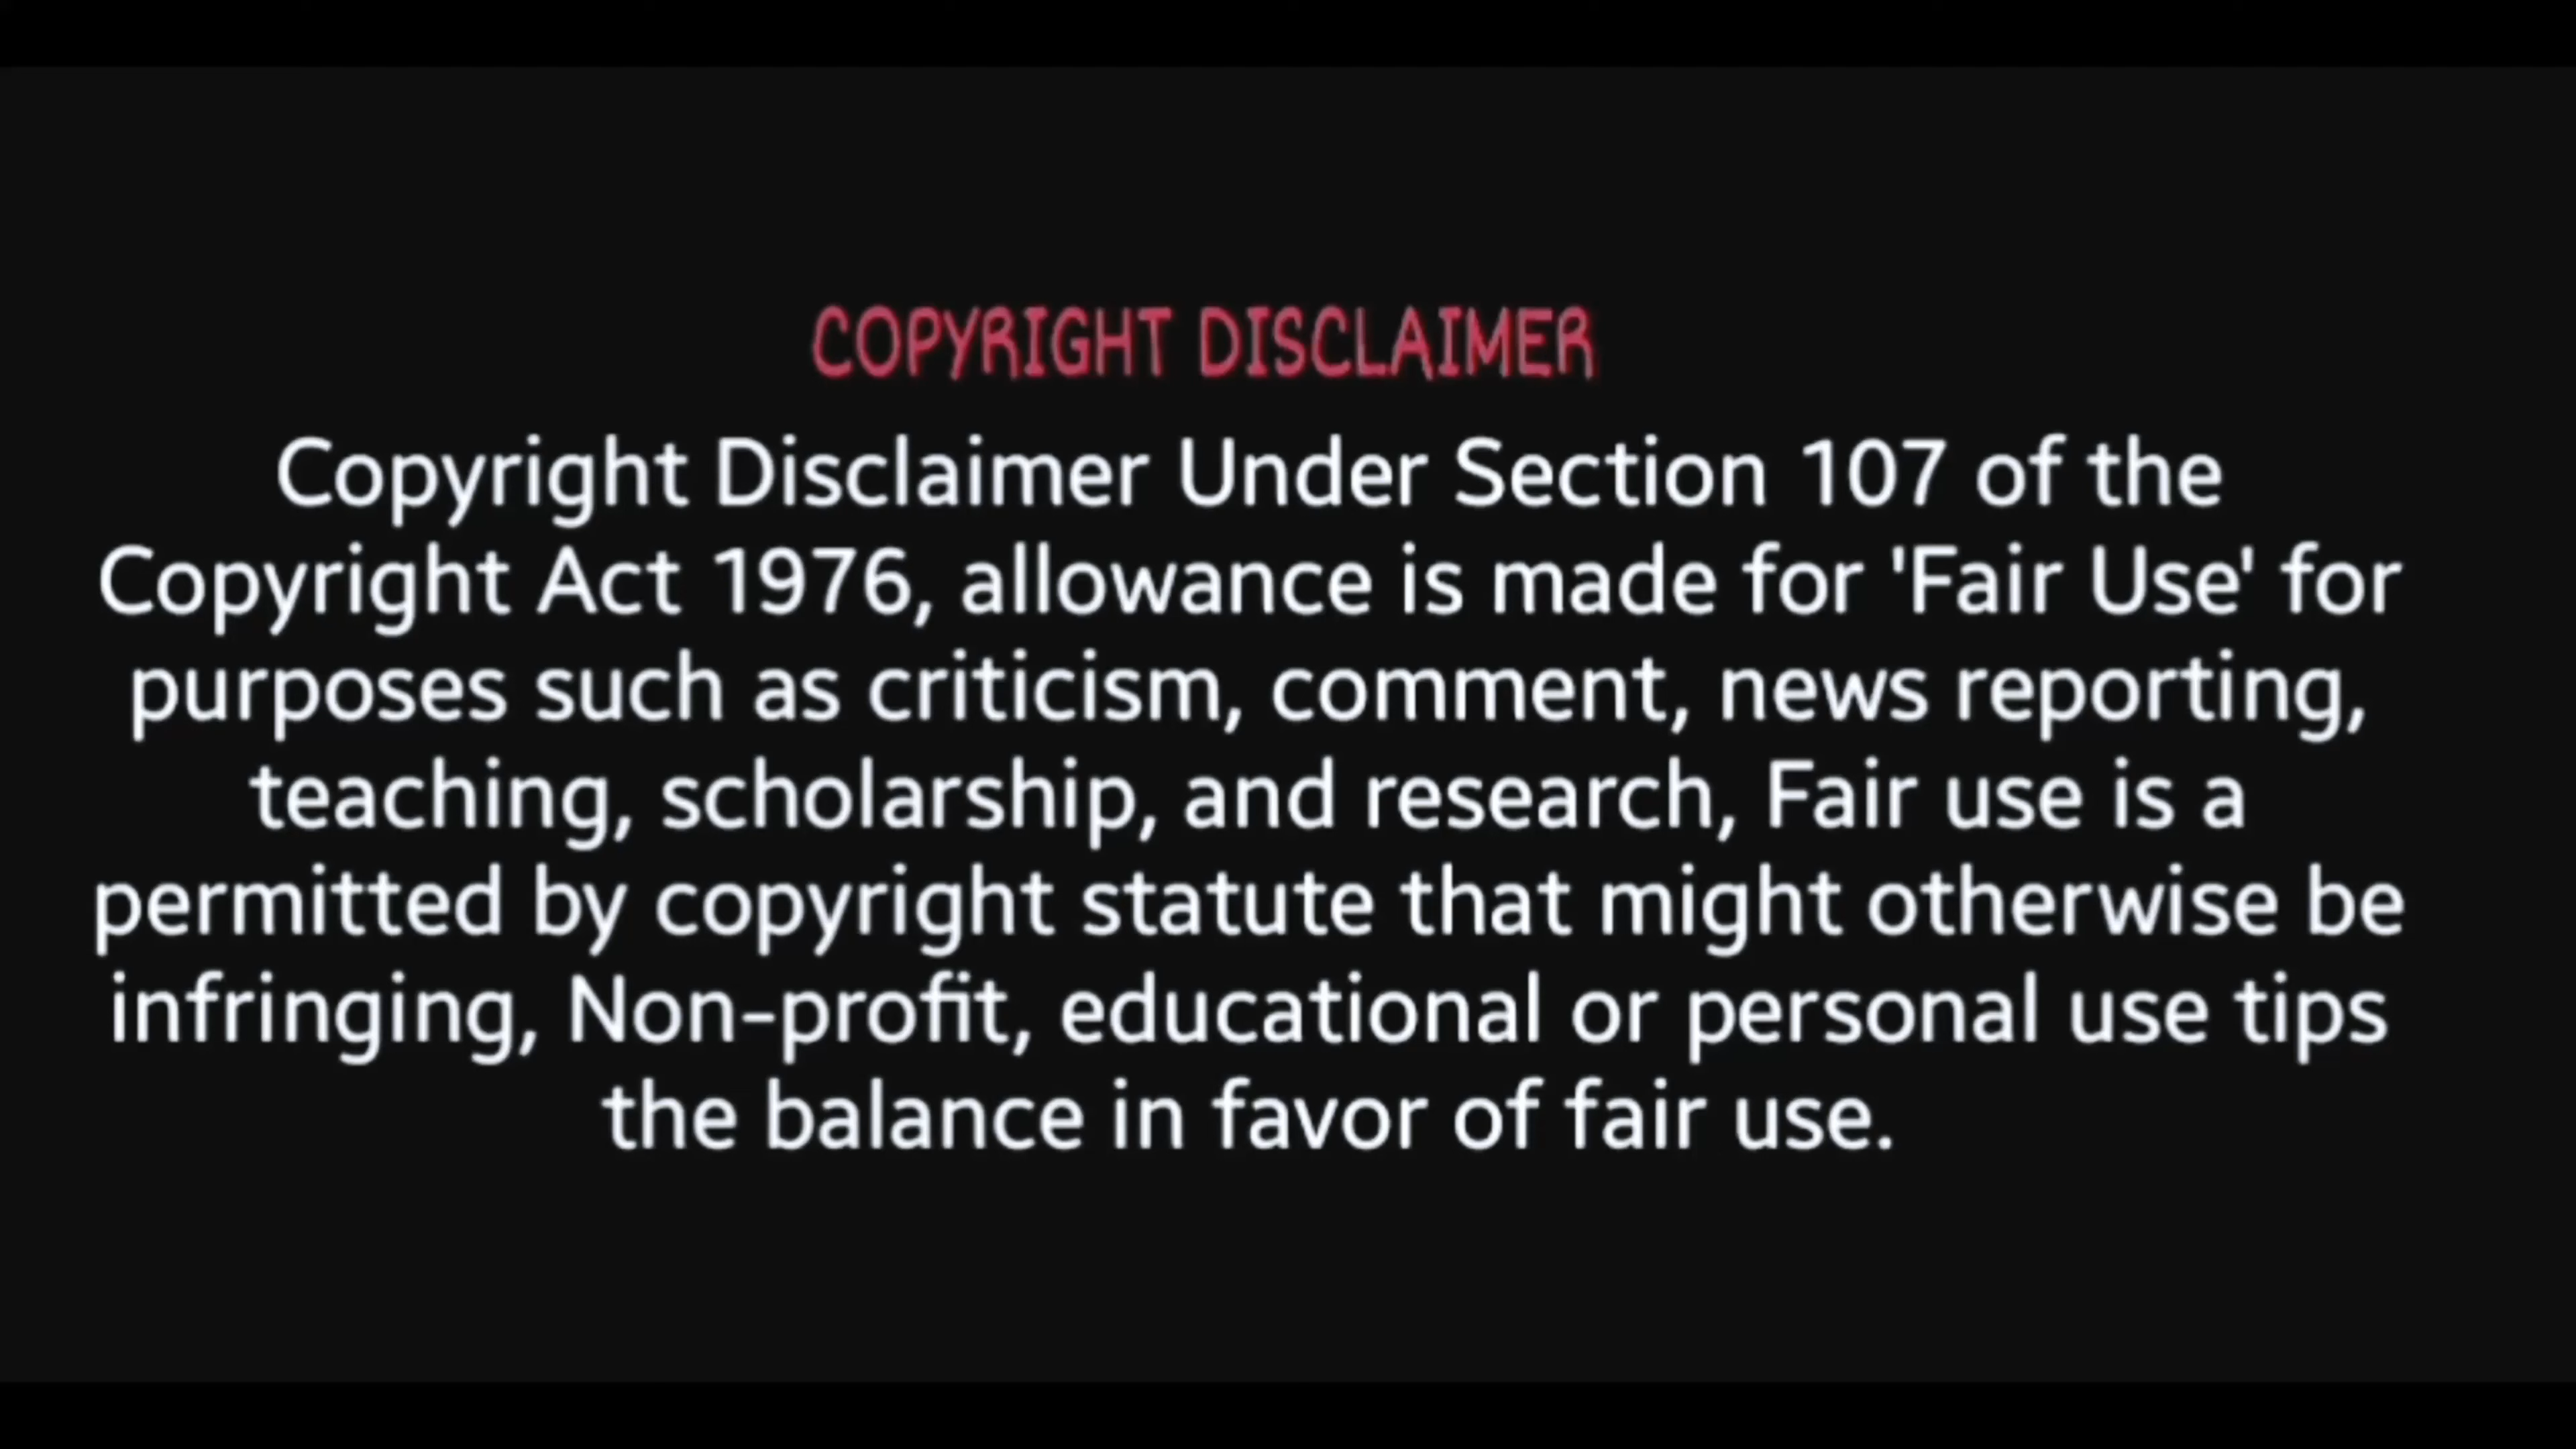 COPYRIGHT DISCLAIMER
Copyright Disclaimer Under Section 107 of the
Copyright Act 1976, allowance is made for 'Fair Use' for
purposes such as criticism, comment, news reporting,
teaching, scholarship, and research, Fair use is a
permitted by copyright statute that might otherwise be
infringing, Non-profit, educational or personal use tips
the balance in favor of fair use.